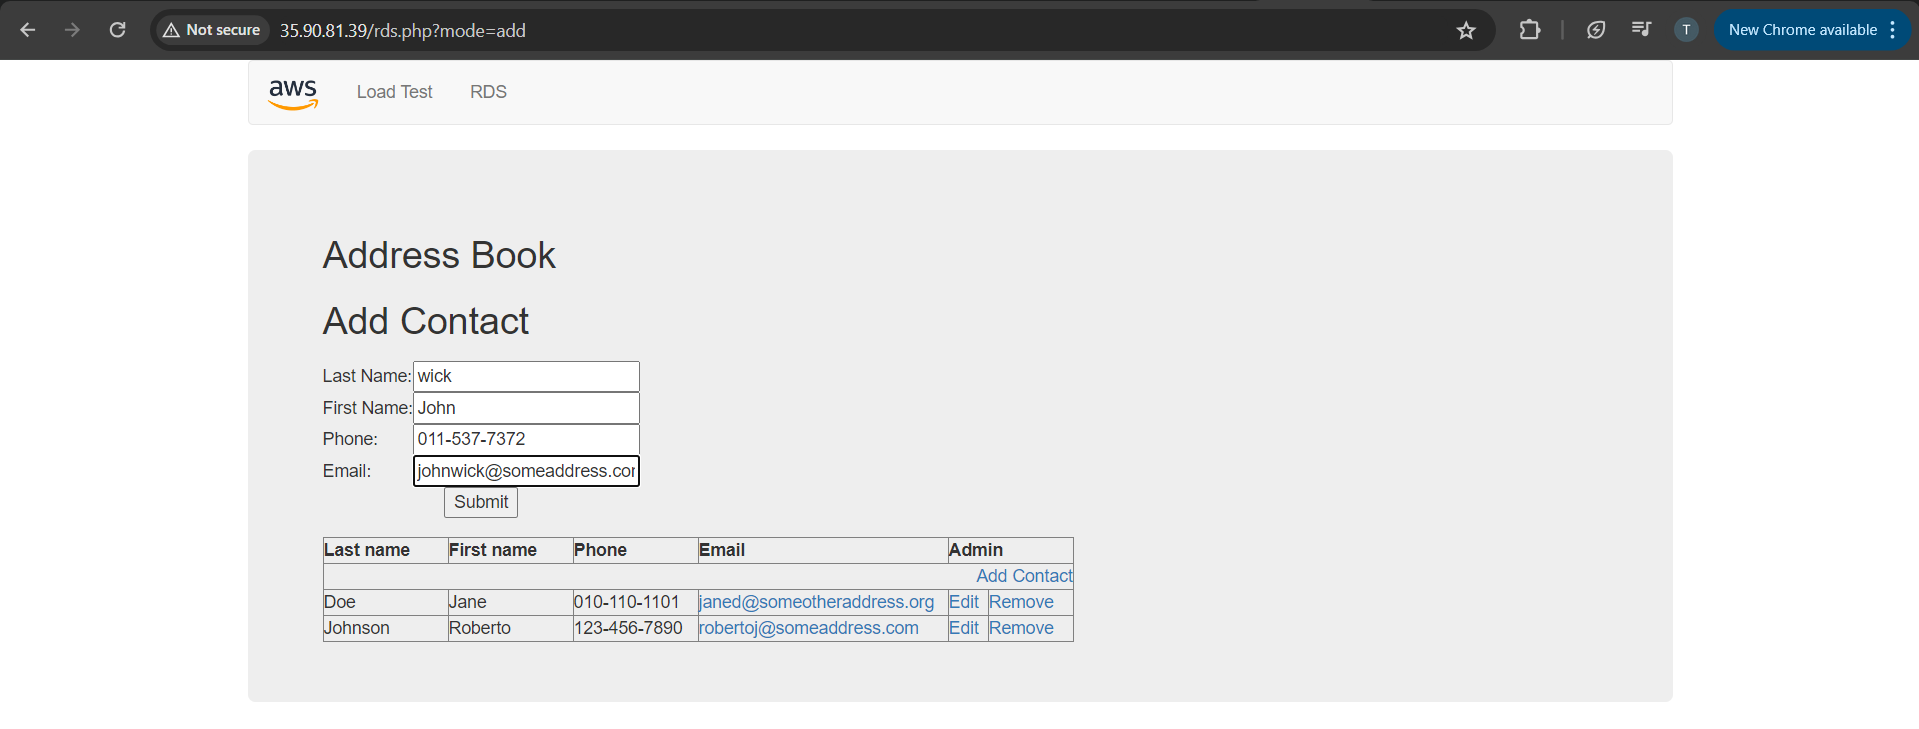 Not secure 35.90.81.39/rds.php?mode=add T New Chrome available
aws Load Test RDS
Address Book
Add Contact
Last Name: wick
First Name: John
Phone: 011-537-7372
Email: johnwick@someaddress.cor
Submit
Last name First name Phone Email Admin
Add Contact
Doe Jane 010-110-1101 janed@someotheraddress.org Edit Remove
Johnson Roberto 123-456-7890 robertoj@someaddress.com Edit Remove